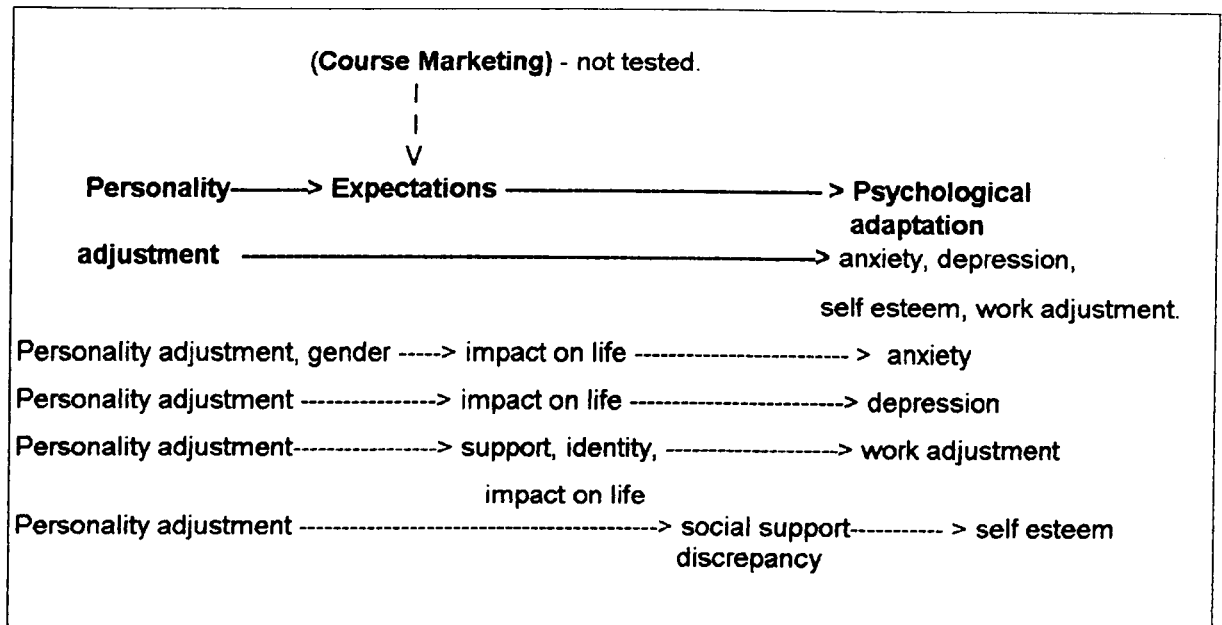 (Course Marketing) - not tested.
Personality ——> Expectations ————————> Psychological
adaptation
adjustment ————————————> anxiety, depression,
self esteem, work adjustment.
Personality adjustment, gender -----> impact on life ------------------------- > anxiety
Personality adjustment ----------------> impact on life ----------------------> depression
Personality adjustment-----------------> support, identity, ------------------> work adjustment
impact on life
Personality adjustment --------------------------------------> social support----------- > self esteem
discrepancy